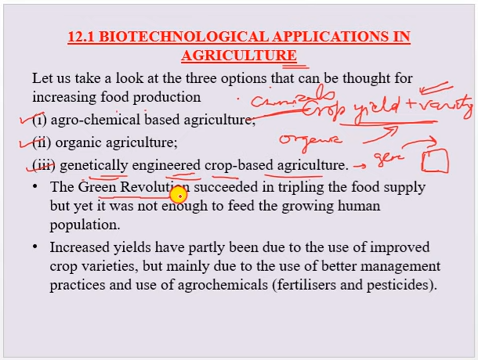 12.1 BIOTECHNOLOGICAL APPLICATIONS IN
AGRICULTURE
Let us take a look at the three options that can be thought for
increasing food production
chemicals
crop yield + variety
(i) agro-chemical based agriculture;
organic
(ii) organic agriculture;
(iii) genetically engineered crop-based agriculture. → gen
• The Green Revolution succeeded in tripling the food supply
but yet it was not enough to feed the growing human
population.
• Increased yields have partly been due to the use of improved
crop varieties, but mainly due to the use of better management
practices and use of agrochemicals (fertilisers and pesticides).